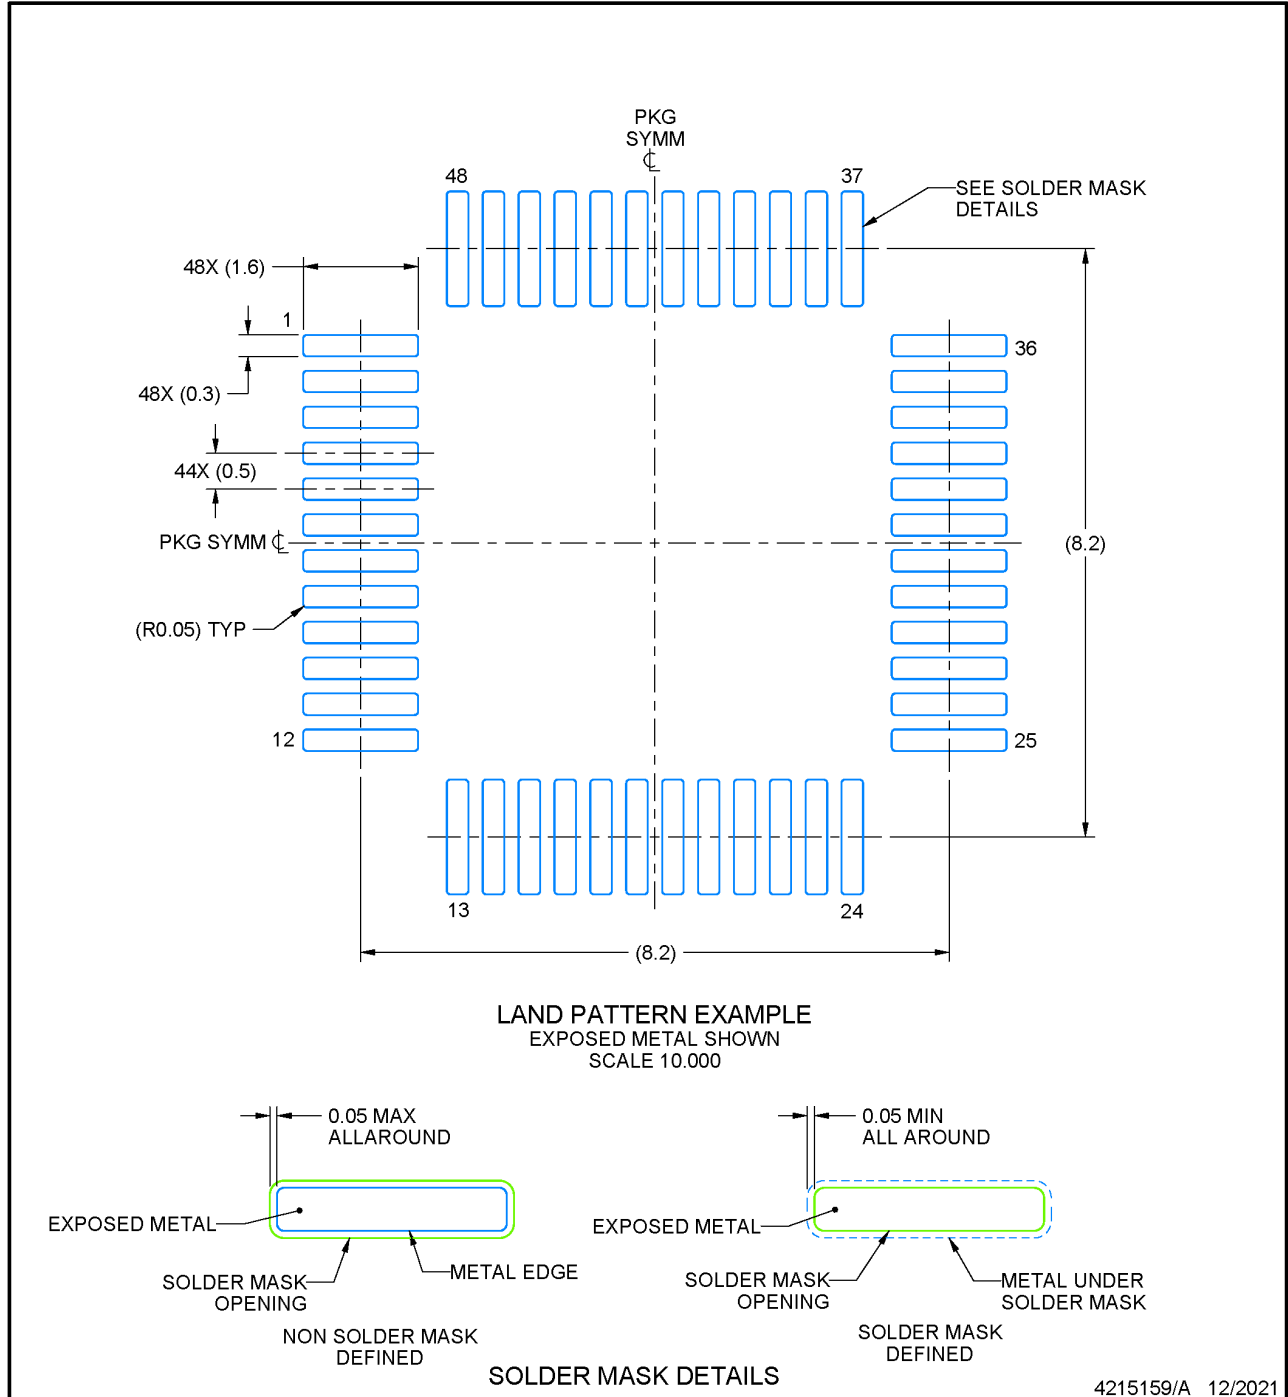 PKG
SYMM
48
37
SEE SOLDER MASK
DETAILS
48X (1.6)
1
36
48X (0.3)
44X (0.5)
PKG SYMM
(8.2)
(R0.05) TYP
12
25
13
24
(8.2)
LAND PATTERN EXAMPLE
EXPOSED METAL SHOWN
SCALE 10.000
0.05 MAX
ALLAROUND
EXPOSED METAL
SOLDER MASK
OPENING
METAL EDGE
NON SOLDER MASK
DEFINED
0.05 MIN
ALL AROUND
EXPOSED METAL
SOLDER MASK
OPENING
METAL UNDER
SOLDER MASK
SOLDER MASK
DEFINED
SOLDER MASK DETAILS
4215159/A 12/2021